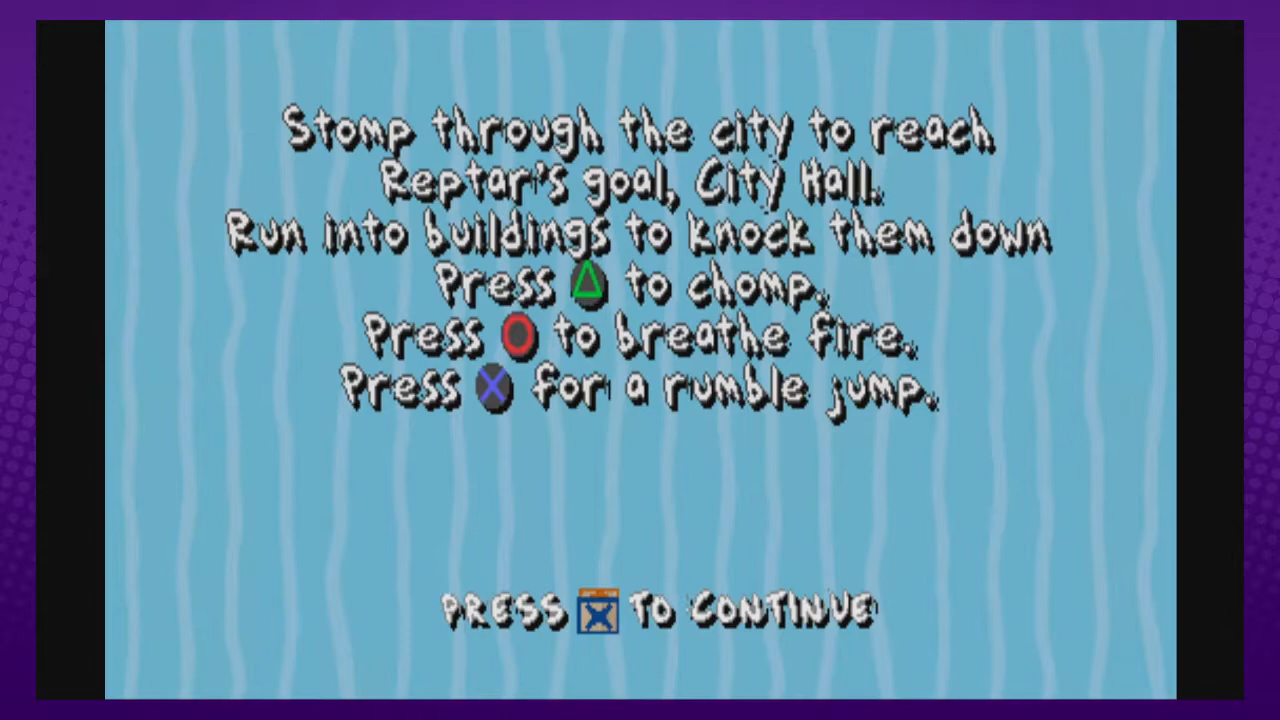 Stomp through the city to reach
Reptar's goal, City Hall.
Run into buildings to knock them down
Press △ to chomp.
Press O to breathe fire.
Press X for a rumble jump.
PRESS X TO CONTINUE